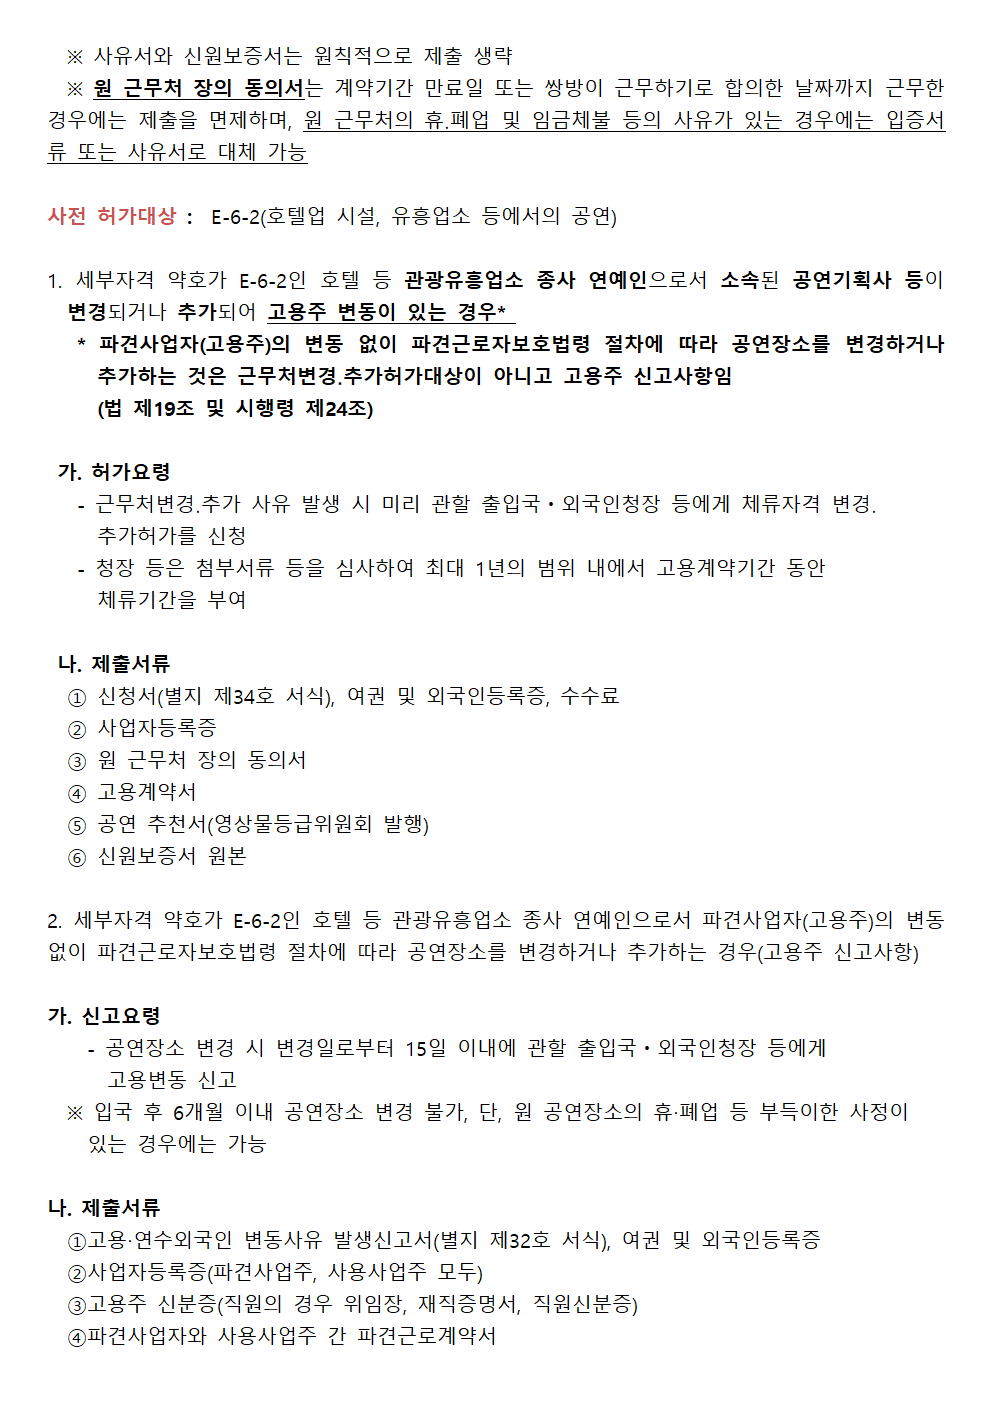 ※ 사유서와 신원보증서는 원칙적으로 제출 생략
※ 원 근무처 장의 동의서는 계약기간 만료일 또는 쌍방이 근무하기로 합의한 날짜까지 근무한
경우에는 제출을 면제하며, 원 근무처의 휴.폐업 및 임금체불 등의 사유가 있는 경우에는 입증서
류 또는 사유서로 대체 가능
사전 허가대상 : E-6-2(호텔업 시설, 유흥업소 등에서의 공연)
1. 세부자격 약호가 E-6-2인 호텔 등 관광유흥업소 종사 연예인으로서 소속된 공연기획사 등이
변경되거나 추가되어 고용주 변동이 있는 경우*
* 파견사업자(고용주)의 변동 없이 파견근로자보호법령 절차에 따라 공연장소를 변경하거나
추가하는 것은 근무처변경.추가허가대상이 아니고 고용주 신고사항임
(법 제19조 및 시행령 제24조)
가. 허가요령
- 근무처변경.추가 사유 발생 시 미리 관할 출입국・외국인청장 등에게 체류자격 변경.
추가허가를 신청
- 청장 등은 첨부서류 등을 심사하여 최대 1년의 범위 내에서 고용계약기간 동안
체류기간을 부여
나. 제출서류
① 신청서(별지 제34호 서식), 여권 및 외국인등록증, 수수료
② 사업자등록증
③ 원 근무처 장의 동의서
④ 고용계약서
⑤ 공연 추천서(영상물등급위원회 발행)
⑥ 신원보증서 원본
2. 세부자격 약호가 E-6-2인 호텔 등 관광유흥업소 종사 연예인으로서 파견사업자(고용주)의 변동
없이 파견근로자보호법령 절차에 따라 공연장소를 변경하거나 추가하는 경우(고용주 신고사항)
가. 신고요령
- 공연장소 변경 시 변경일로부터 15일 이내에 관할 출입국・외국인청장 등에게
고용변동 신고
※ 입국 후 6개월 이내 공연장소 변경 불가, 단, 원 공연장소의 휴·폐업 등 부득이한 사정이
있는 경우에는 가능
나. 제출서류
①고용·연수외국인 변동사유 발생신고서(별지 제32호 서식), 여권 및 외국인등록증
②사업자등록증(파견사업주, 사용사업주 모두)
③고용주 신분증(직원의 경우 위임장, 재직증명서, 직원신분증)
④파견사업자와 사용사업주 간 파견근로계약서